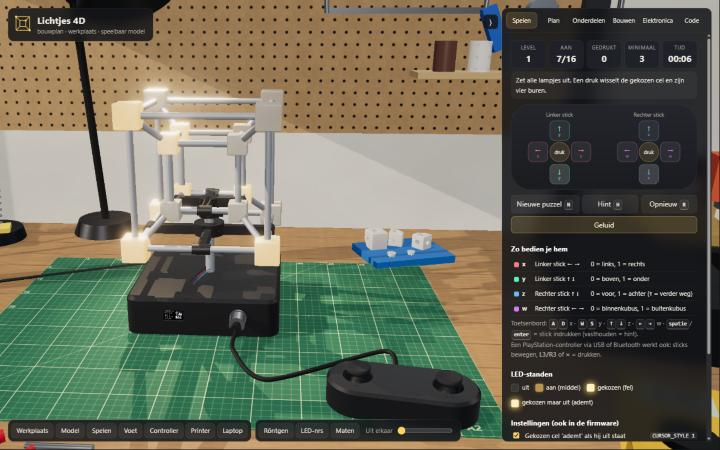 Lichtjes 4D
bouwplan · werkplaats · speelbaar model
Spelen Plan Onderdelen Bouwen Elektronica Code
LEVEL AAN GEDRUKT MINIMAAL TIJD
1 7/16 0 3 00:06
Zet alle lampjes uit. Een druk wisselt de gekozen cel en zijn
vier buren.
Linker stick Rechter stick
druk druk
Nieuwe puzzel N Hint H Opnieuw R
Geluid
Zo bedien je hem
x Linker stick ← → 0 = links, 1 = rechts
y Linker stick ↑ ↓ 0 = boven, 1 = onder
z Rechter stick ↑ ↓ 0 = voor, 1 = achter (↑ = verder weg)
w Rechter stick ← → 0 = binnenkubus, 1 = buitenkubus
Toetsenbord: A D x · W S y · ↑ ↓ z · ← → w · spatie /
enter = stick indrukken (vasthouden = hint).
Een PlayStation-controller via USB of Bluetooth werkt ook: sticks
bewegen, L3/R3 of × = drukken.
LED-standen
uit aan (middel) gekozen (fel)
gekozen maar uit (ademt)
Instellingen (ook in de firmware)
Gekozen cel 'ademt' als hij uit staat CURSOR_STYLE 1
Werkplaats Model Spelen Voet Controller Printer Laptop Röntgen LED-nrs Maten Uit elkaar